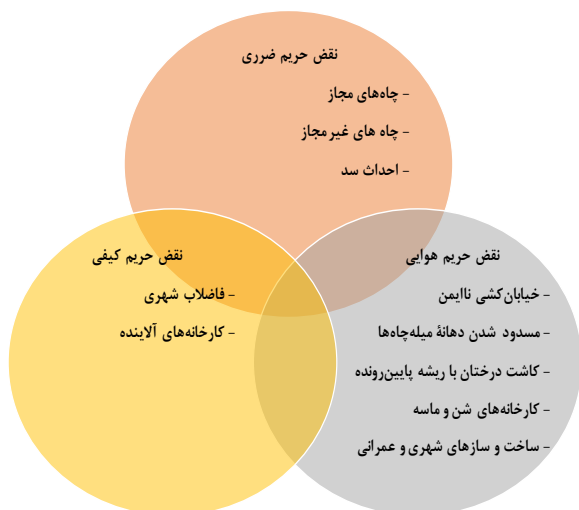 نقض حریم ضرری
- چاه‌های مجاز
- چاه های غیر مجاز
- احداث سد
نقض حریم هوایی
- خیابان‌کشی ناایمن
- مسدود شدن دهانهٔ میله‌چاه‌ها
- کاشت درختان با ریشه پایین‌رونده
- کارخانه‌های شن و ماسه
- ساخت و سازهای شهری و عمرانی
نقض حریم کیفی
- فاضلاب شهری
- کارخانه‌های آلاینده